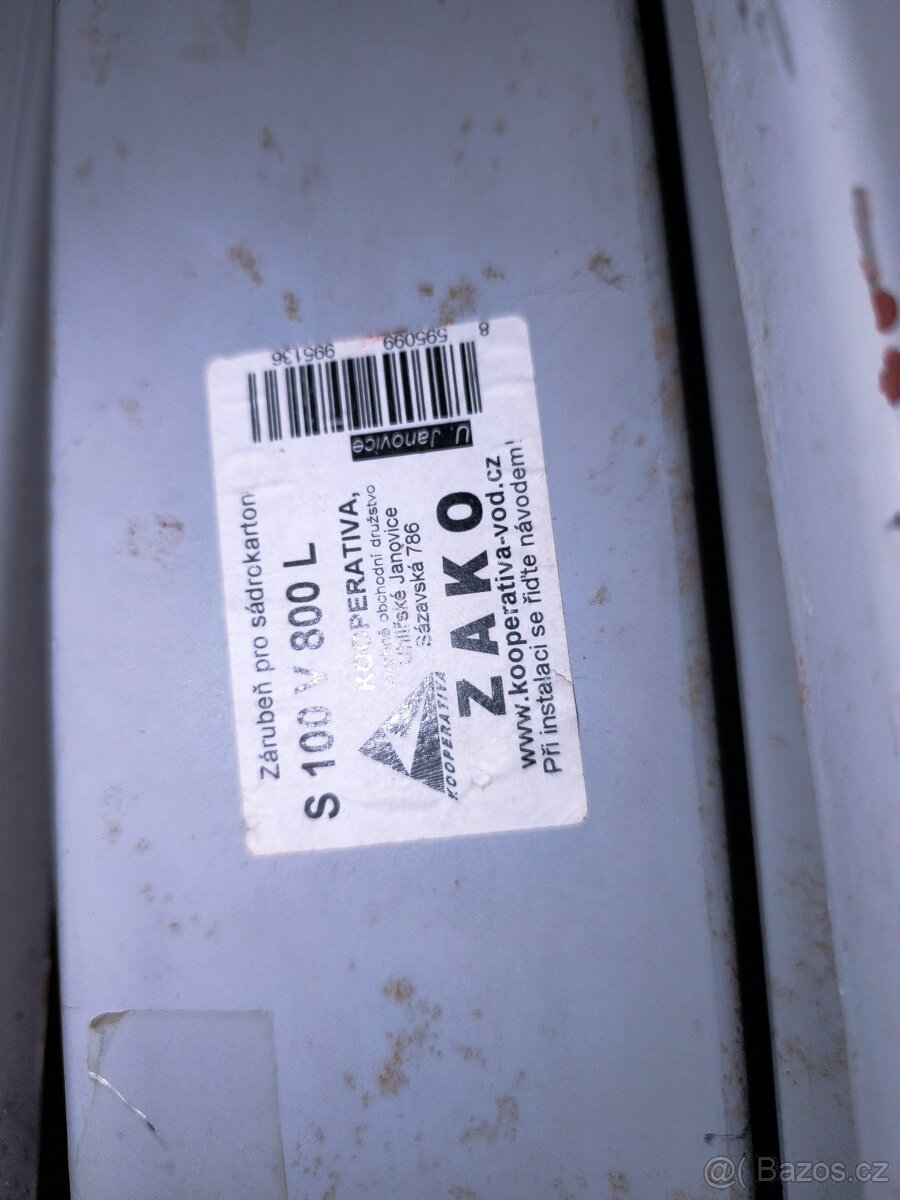 Zárubeň pro sádrokarton
S 100 V 800 L
KOOPERATIVA,
obchodní družstvo
Uhlířské Janovice
Sázavská 786
KOOPERATIVA
ZAKO
www.kooperativa-vod.cz
Při instalaci se řiďte návodem!
U. Janovice
8 595099 995136
@( Bazos.cz